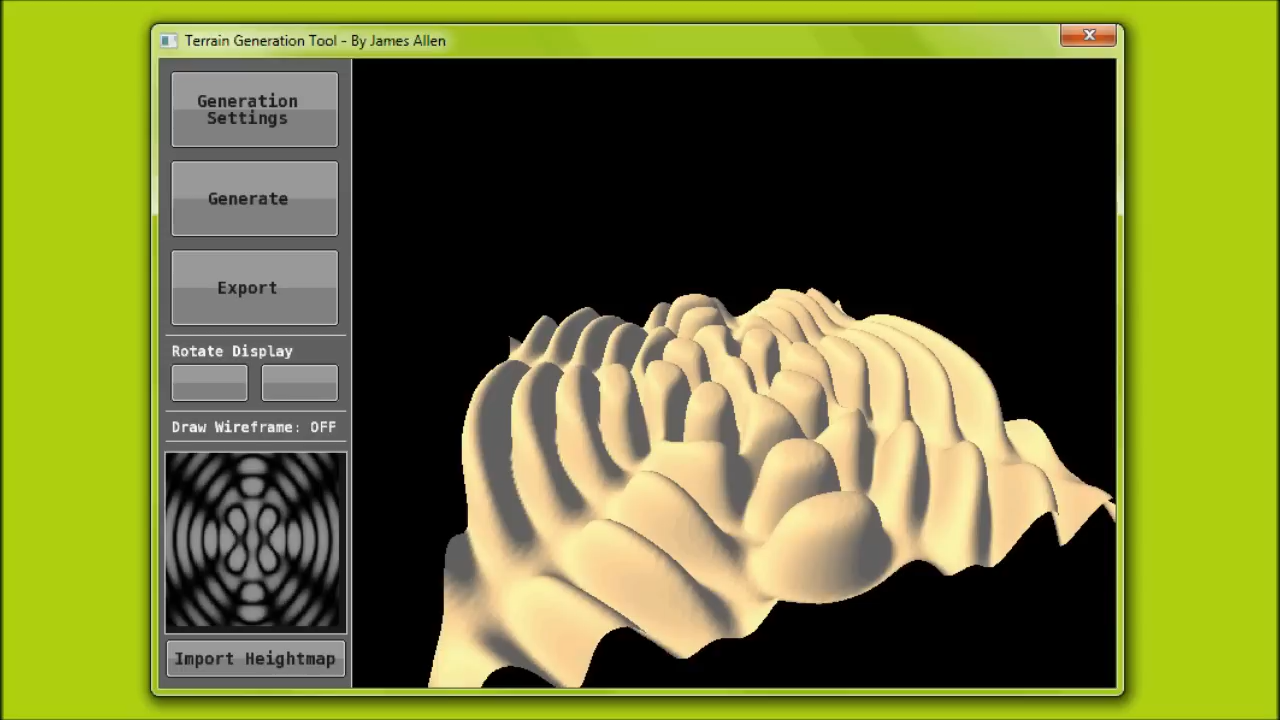 Terrain Generation Tool - By James Allen
Generation
Settings
Generate
Export
Rotate Display
Draw Wireframe: OFF
Import Heightmap